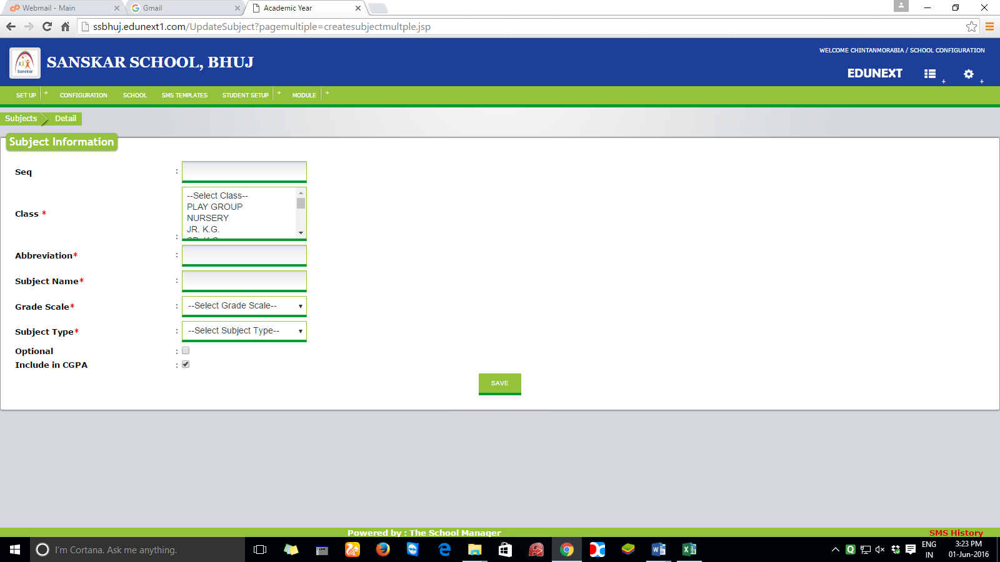 Webmail - Main
Gmail
Academic Year
ssbhuj.edunext1.com/UpdateSubject?pagemultiple=createsubjectmultple.jsp
Sanskar
SANSKAR SCHOOL, BHUJ
WELCOME CHINTANMORABIA / SCHOOL CONFIGURATION
EDUNEXT
+ +
SET UP + CONFIGURATION SCHOOL SMS TEMPLATES STUDENT SETUP + MODULE +
Subjects Detail
Subject Information
Seq :
Class * :
--Select Class--
PLAY GROUP
NURSERY
JR. K.G.
SR. K.G.
Abbreviation* :
Subject Name* :
Grade Scale* : --Select Grade Scale--
Subject Type* : --Select Subject Type--
Optional :
Include in CGPA :
SAVE
Powered by : The School Manager
SMS History
I'm Cortana. Ask me anything.
ENG
IN
3:23 PM
01-Jun-2016